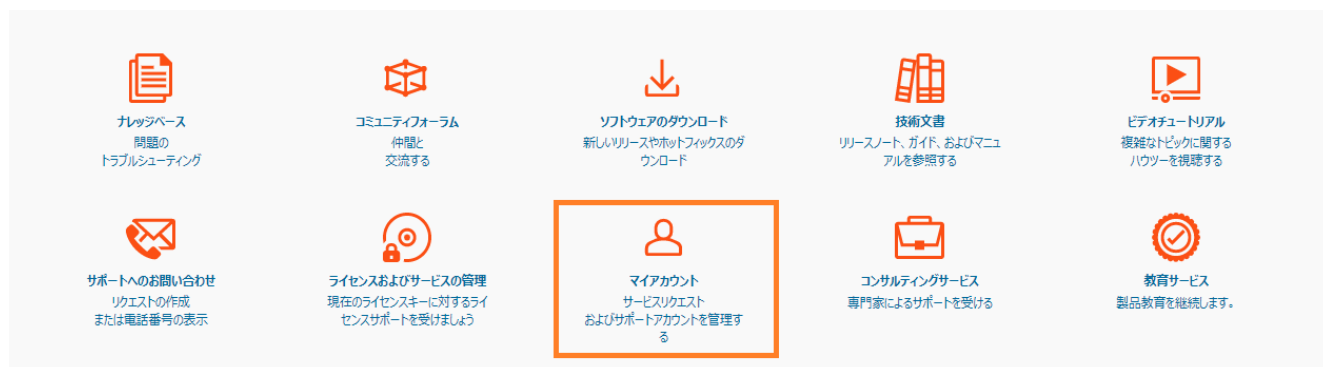 ナレッジベース
問題の
トラブルシューティング
コミュニティフォーラム
仲間と
交流する
ソフトウェアのダウンロード
新しいリリースやホットフィックスのダ
ウンロード
技術文書
リリースノート、ガイド、およびマニュ
アルを参照する
ビデオチュートリアル
複雑なトピックに関する
ハウツーを視聴する
サポートへのお問い合わせ
リクエストの作成
または電話番号の表示
ライセンスおよびサービスの管理
現在のライセンスキーに対するライ
センスサポートを受けましょう
マイアカウント
サービスリクエスト
およびサポートアカウントを管理す
る
コンサルティングサービス
専門家によるサポートを受ける
教育サービス
製品教育を継続します。